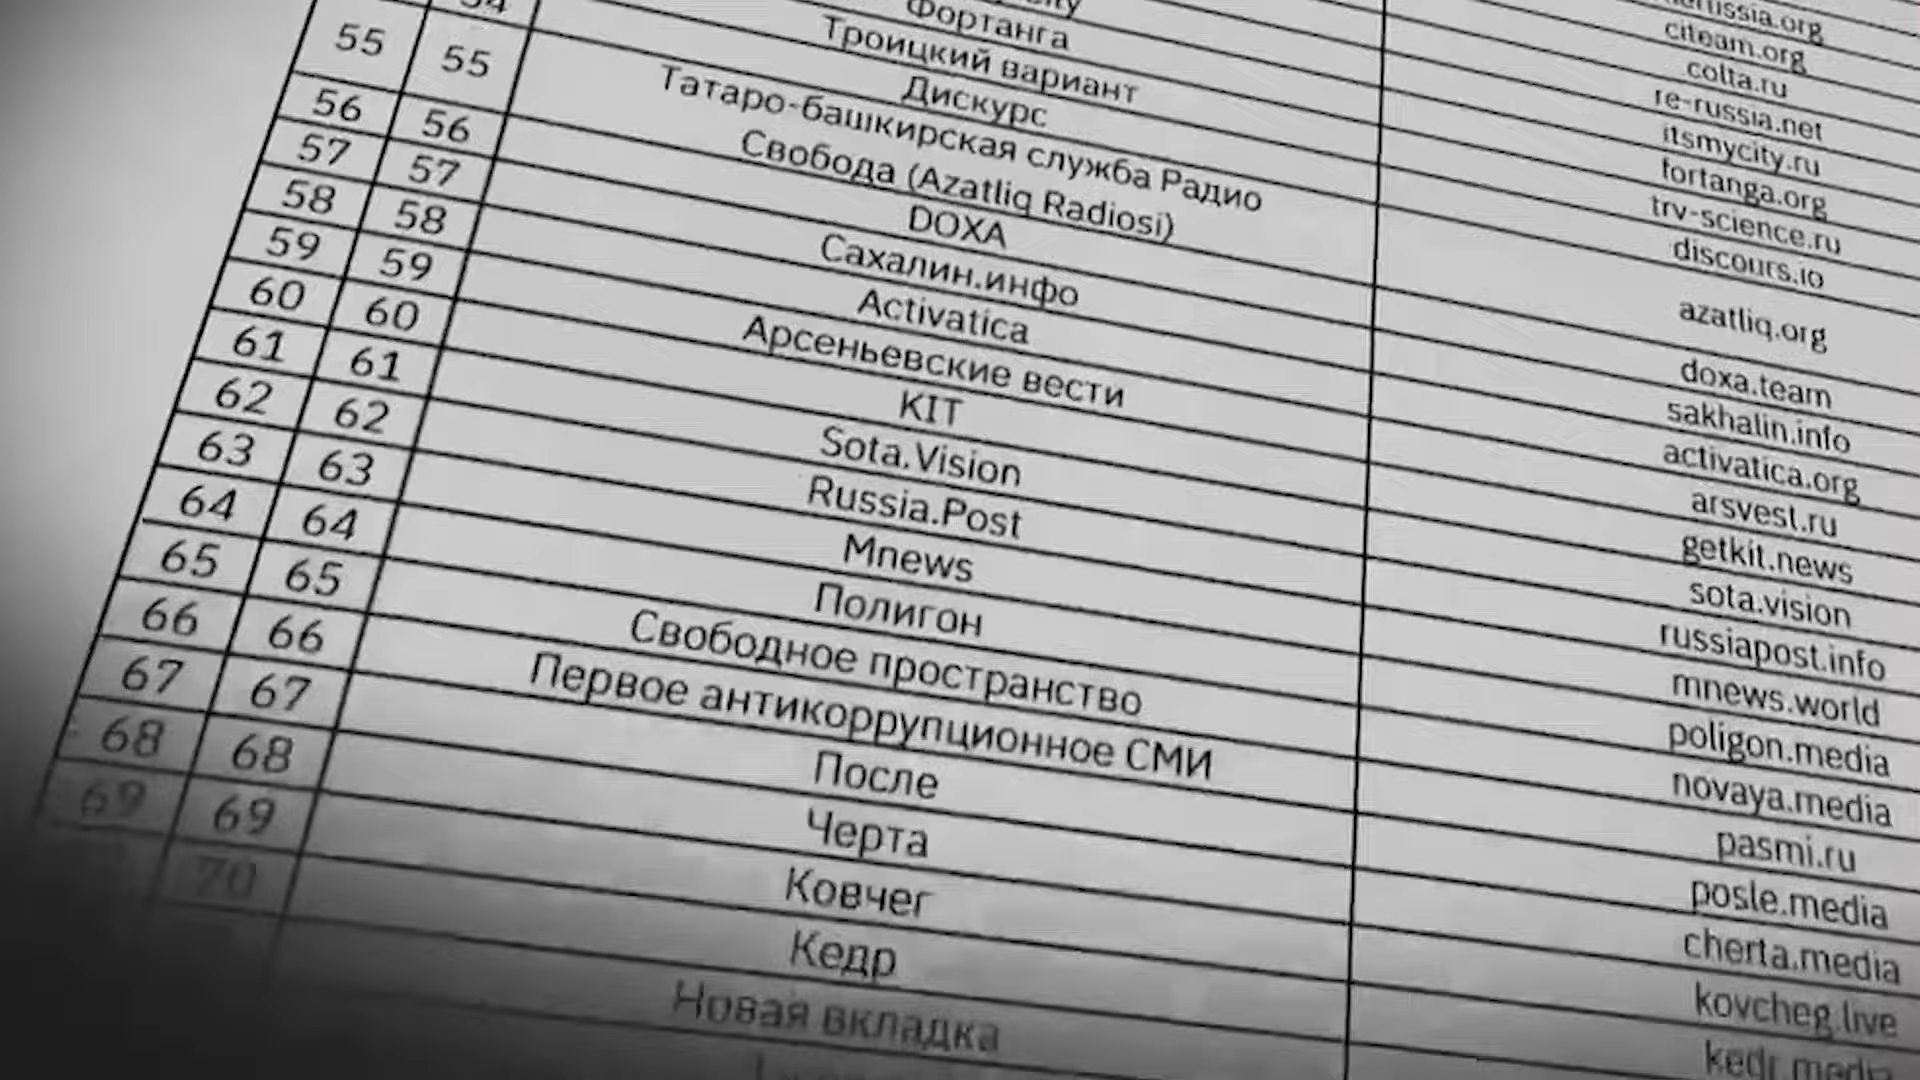 citeam.org
colta.ru
re-russia.net
itsmycity.ru
Фортанга fortanga.org
Троицкий вариант trv-science.ru
Дискурс discours.io
55 55 Татаро-башкирская служба Радио
Свобода (Azatliq Radiosi) azatliq.org
56 56 DOXA doxa.team
57 57 Сахалин.инфо sakhalin.info
58 58 Activatica activatica.org
59 59 Арсеньевские вести arsvest.ru
60 60 KIT getkit.news
61 61 Sota.Vision sota.vision
62 62 Russia.Post russiapost.info
63 63 Mnews mnews.world
64 64 Полигон poligon.media
65 65 Свободное пространство novaya.media
66 66 Первое антикоррупционное СМИ pasmi.ru
67 67 После posle.media
68 68 Черта cherta.media
69 69 Ковчег kovcheg.live
70 Кедр kedr.media
Новая вкладка